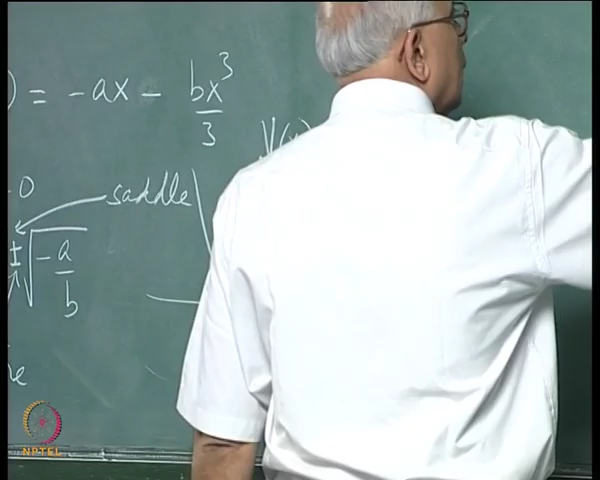 ) = -ax - bx³/3
V(x)
0
saddle
± √-a/b
NPTEL